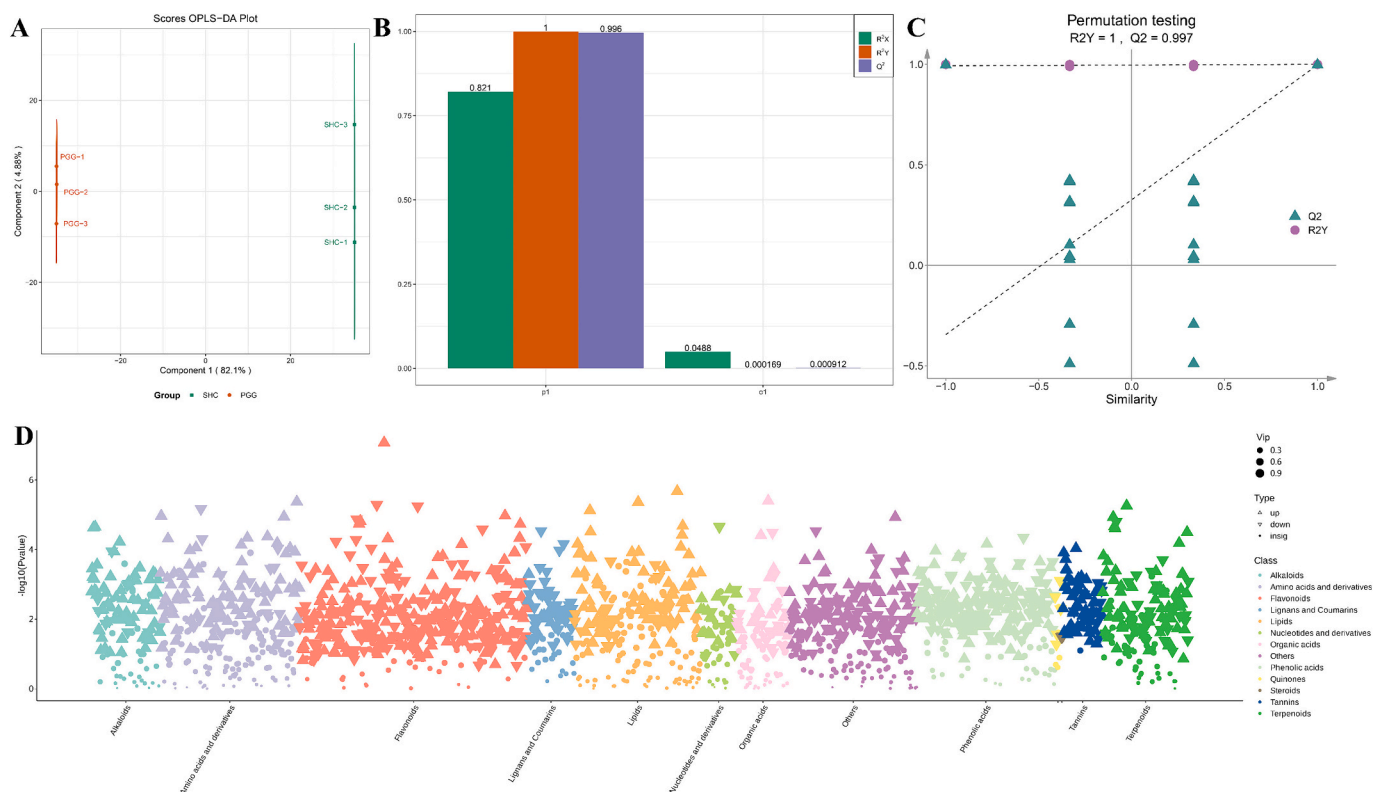 A
Scores OPLS−DA Plot
Component 2 ( 4.88% )
20
0
−20
PGG−1
PGG−2
PGG−3
SHC−3
SHC−2
SHC−1
−20
0
20
Component 1 ( 82.1% )
Group SHC PGG
B
1.00
0.75
0.50
0.25
0.00
0.821
1
0.996
0.0488
0.000169
0.000912
p1
o1
R²X
R²Y
Q²
C
Permutation testing
R2Y = 1 , Q2 = 0.997
1.0
0.5
0.0
−0.5
−1.0
−0.5
0.0
0.5
1.0
Similarity
Q2
R2Y
D
-log10(Pvalue)
6
4
2
0
Alkaloids
Amino acids and derivatives
Flavonoids
Lignans and Coumarins
Lipids
Nucleotides and derivatives
Organic acids
Others
Phenolic acids
Tannins
Terpenoids
Vip
0.3
0.6
0.9
Type
up
down
insig
Class
Alkaloids
Amino acids and derivatives
Flavonoids
Lignans and Coumarins
Lipids
Nucleotides and derivatives
Organic acids
Others
Phenolic acids
Quinones
Steroids
Tannins
Terpenoids